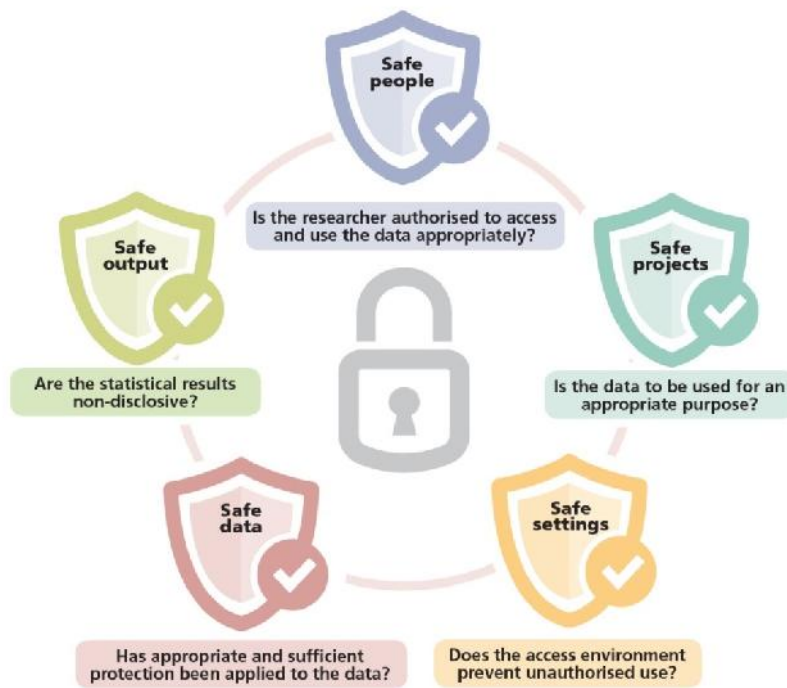 Safe
people
Is the researcher authorised to access
and use the data appropriately?
Safe
projects
Is the data to be used for an
appropriate purpose?
Safe
settings
Does the access environment
prevent unauthorised use?
Safe
data
Has appropriate and sufficient
protection been applied to the data?
Safe
output
Are the statistical results
non-disclosive?